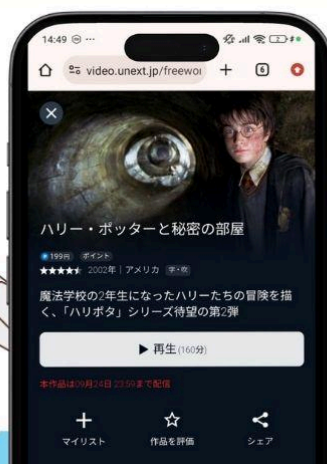 14:49
video.unext.jp/freewor
6
ハリー・ポッターと秘密の部屋
199円 ポイント
2002年 | アメリカ 字・吹
魔法学校の2年生になったハリーたちの冒険を描
く、「ハリポタ」シリーズ待望の第2弾
▶ 再生(160分)
本作品は09月24日 23:59まで配信
マイリスト 作品を評価 シェア